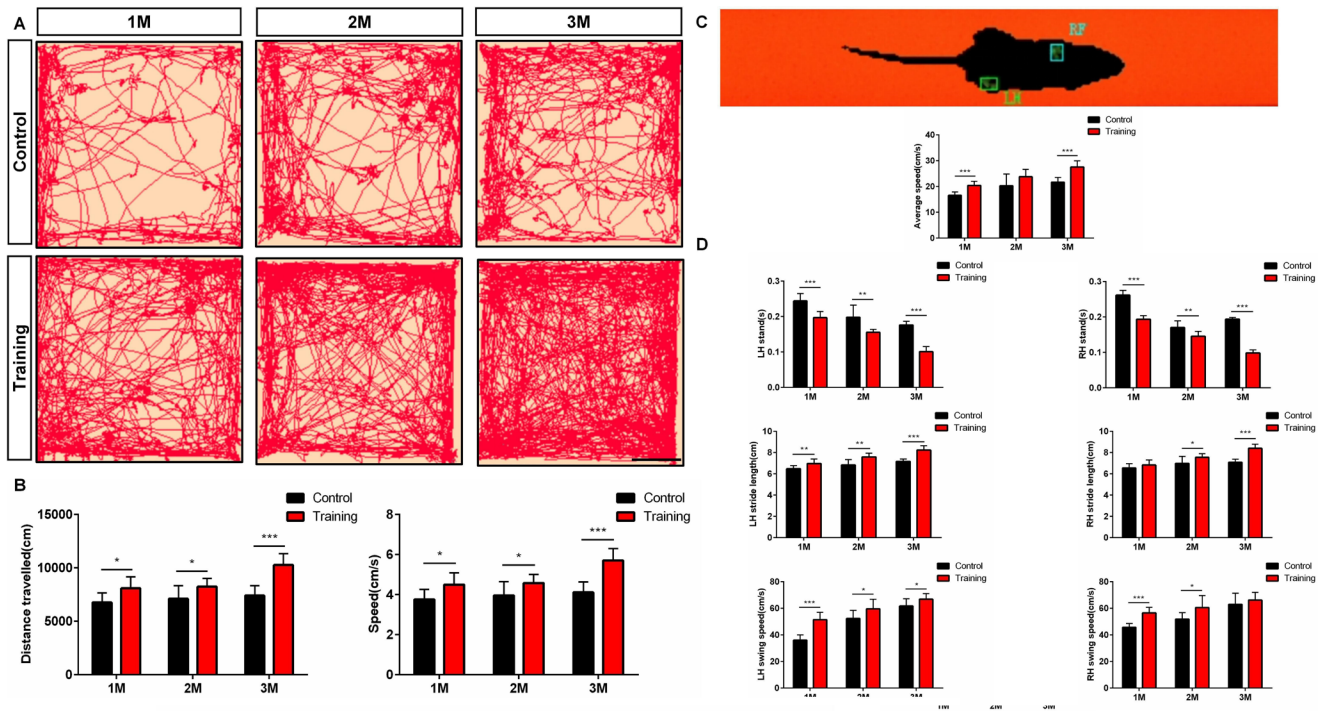 A
1M
2M
3M
Control
Training
B
Control
Training
Distance travelled(cm)
15000
10000
5000
0
*
*
***
1M
2M
3M
Control
Training
Speed(cm/s)
8
6
4
2
0
*
*
***
1M
2M
3M
C
RF
LH
Control
Training
Average speed(cm/s)
40
30
20
10
0
***
***
1M
2M
3M
D
Control
Training
LH stand(s)
0.3
0.2
0.1
0.0
***
**
***
1M
2M
3M
Control
Training
RH stand(s)
0.3
0.2
0.1
0.0
***
**
***
1M
2M
3M
Control
Training
LH stride length(cm)
10
8
6
4
2
0
**
**
***
1M
2M
3M
Control
Training
RH stride length(cm)
10
8
6
4
2
0
*
***
1M
2M
3M
Control
Training
LH swing speed(cm/s)
80
60
40
20
0
***
*
*
1M
2M
3M
Control
Training
RH swing speed(cm/s)
80
60
40
20
0
***
*
1M
2M
3M